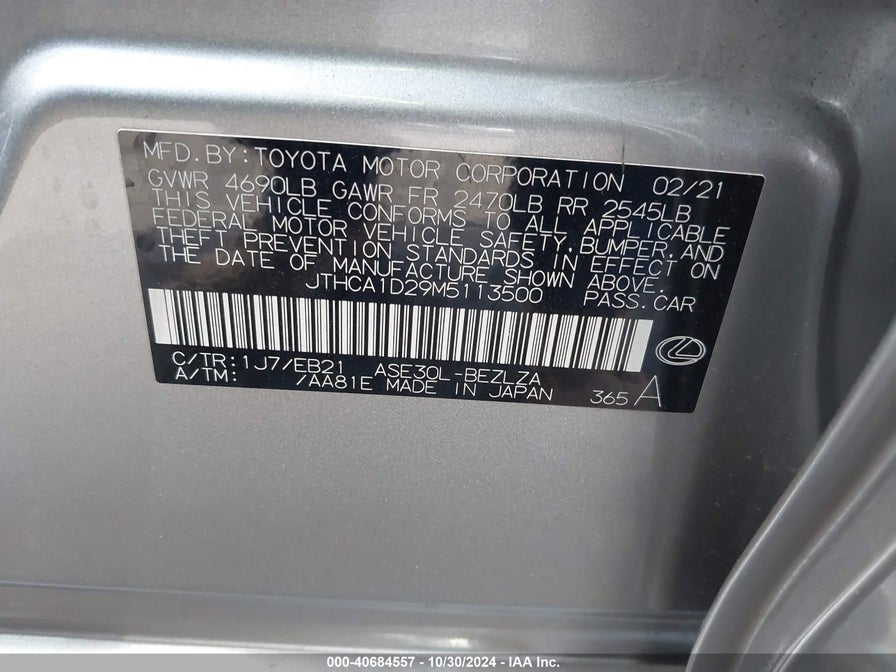 MFD. BY: TOYOTA MOTOR CORPORATION 02/21
GVWR 4690LB GAWR FR 2470LB RR 2545LB
THIS VEHICLE CONFORMS TO ALL APPLICABLE
FEDERAL MOTOR VEHICLE SAFETY, BUMPER, AND
THEFT PREVENTION STANDARDS IN EFFECT ON
THE DATE OF MANUFACTURE SHOWN ABOVE.
JTHCA1D29M5113500 PASS. CAR
C/TR: 1J7/EB21 ASE30L-BEZLZA
A/TM: /AA81E MADE IN JAPAN 365 A
000-40684557 - 10/30/2024 - IAA Inc.